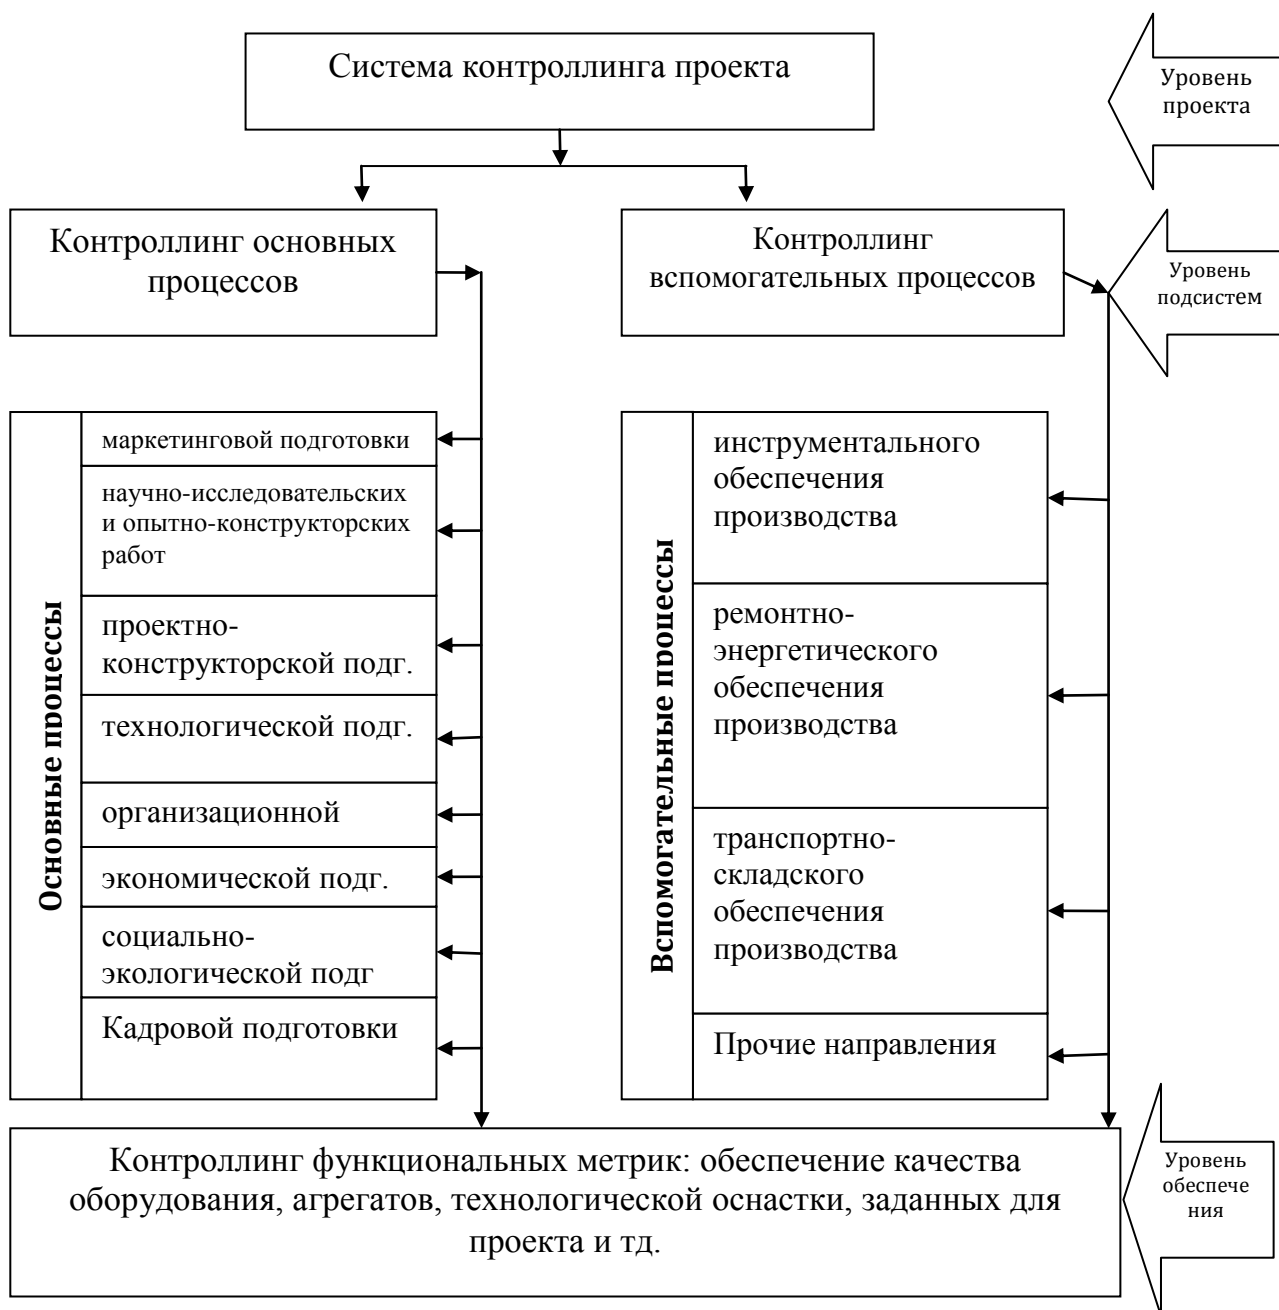 Система контроллинга проекта
Уровень
проекта
Контроллинг основных
процессов
Контроллинг
вспомогательных процессов
Уровень
подсистем
Основные процессы
маркетинговой подготовки
научно-исследовательских
и опытно-конструкторских
работ
проектно-
конструкторской подг.
технологической подг.
организационной
экономической подг.
социально-
экологической подг
Кадровой подготовки
Вспомогательные процессы
инструментального
обеспечения
производства
ремонтно-
энергетического
обеспечения
производства
транспортно-
складского
обеспечения
производства
Прочие направления
Контроллинг функциональных метрик: обеспечение качества
оборудования, агрегатов, технологической оснастки, заданных для
проекта и тд.
Уровень
обеспече
ния